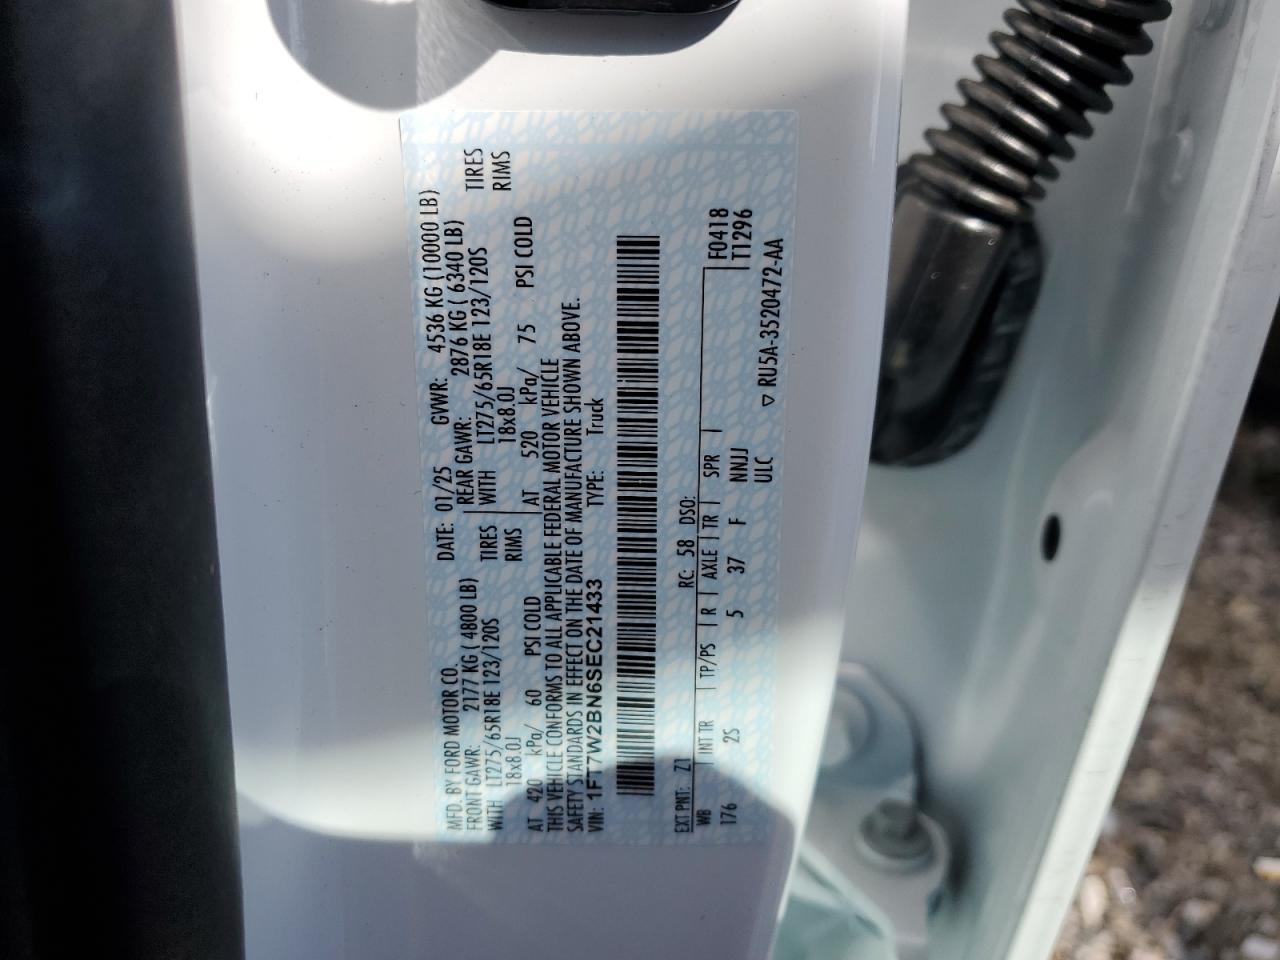 MFD. BY FORD MOTOR CO.
DATE: 01/25 GVWR: 4536 KG (10000 LB)
FRONT GAWR: 2177 KG ( 4800 LB) REAR GAWR: 2876 KG ( 6340 LB)
WITH LT275/65R18E 123/120S TIRES WITH LT275/65R18E 123/120S TIRES
18x8.0J RIMS 18x8.0J RIMS
AT 420 kPa/ 60 PSI COLD AT 520 kPa/ 75 PSI COLD
THIS VEHICLE CONFORMS TO ALL APPLICABLE FEDERAL MOTOR VEHICLE
SAFETY STANDARDS IN EFFECT ON THE DATE OF MANUFACTURE SHOWN ABOVE.
VIN: 1FT7W2BN6SEC21433 TYPE: Truck
EXT PNT: Z1 RC: 58 DSO: F0418
WB INT TR TP/PS R AXLE TR SPR T1296
176 2S 5 37 F NNJJ
ULC ▽ RU5A-3520472-AA